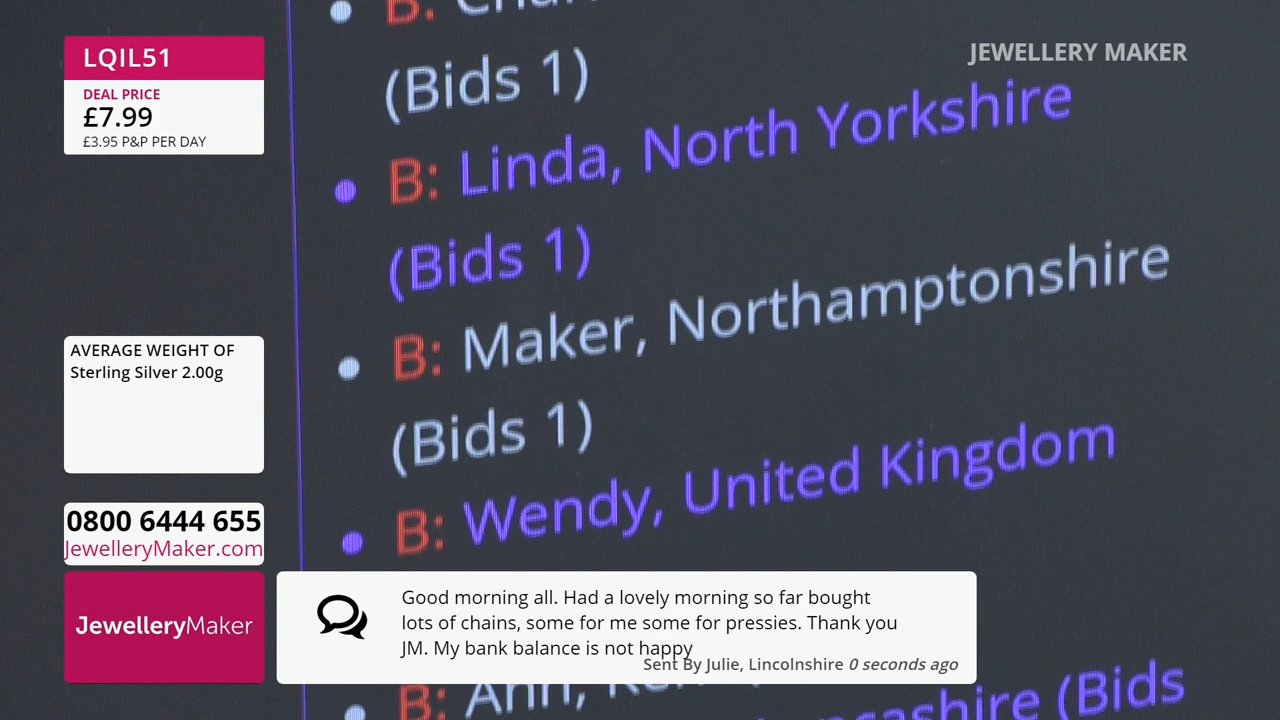 LQIL51
DEAL PRICE
£7.99
£3.95 P&P PER DAY
JEWELLERY MAKER
B:
(Bids 1)
B: Linda, North Yorkshire
(Bids 1)
B: Maker, Northamptonshire
(Bids 1)
B: Wendy, United Kingdom
AVERAGE WEIGHT OF
Sterling Silver 2.00g
0800 6444 655
JewelleryMaker.com
JewelleryMaker
Good morning all. Had a lovely morning so far bought
lots of chains, some for me some for pressies. Thank you
JM. My bank balance is not happy
Sent By Julie, Lincolnshire 0 seconds ago
B: Ann,
(Bids